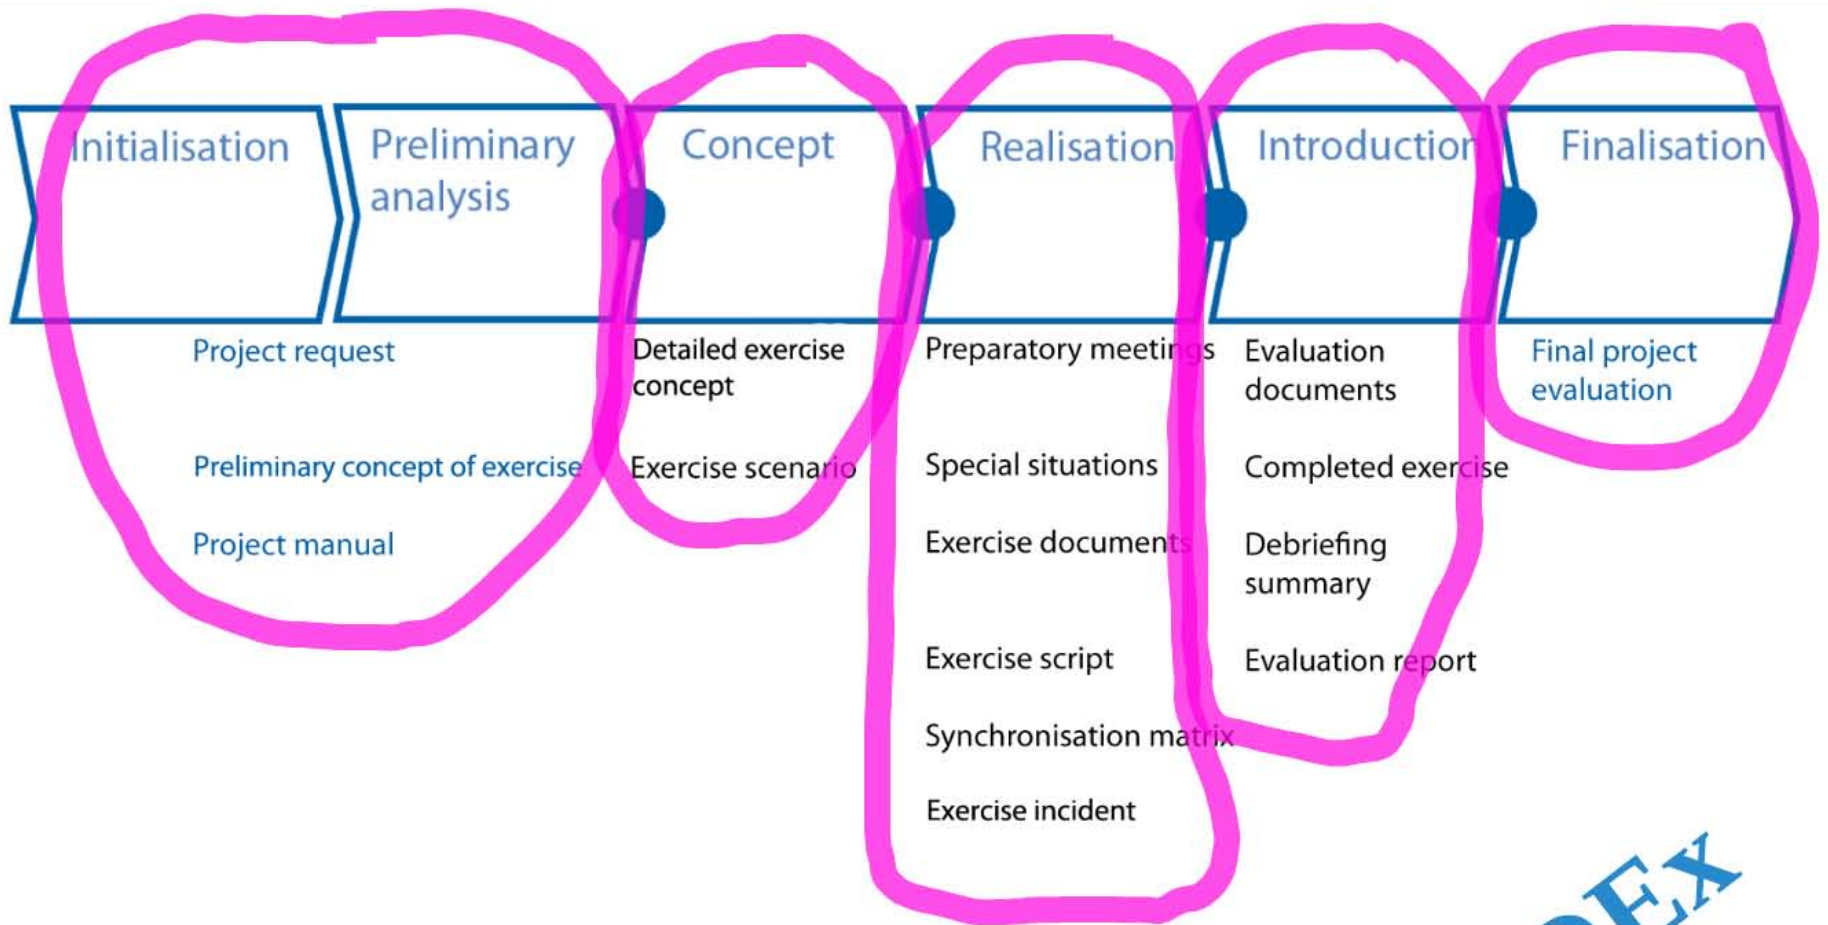 Initialisation
Preliminary
analysis
Concept
Realisation
Introduction
Finalisation
Project request
Preliminary concept of exercise
Project manual
Detailed exercise
concept
Exercise scenario
Preparatory meetings
Special situations
Exercise documents
Exercise script
Synchronisation matrix
Exercise incident
Evaluation
documents
Completed exercise
Debriefing
summary
Evaluation report
Final project
evaluation